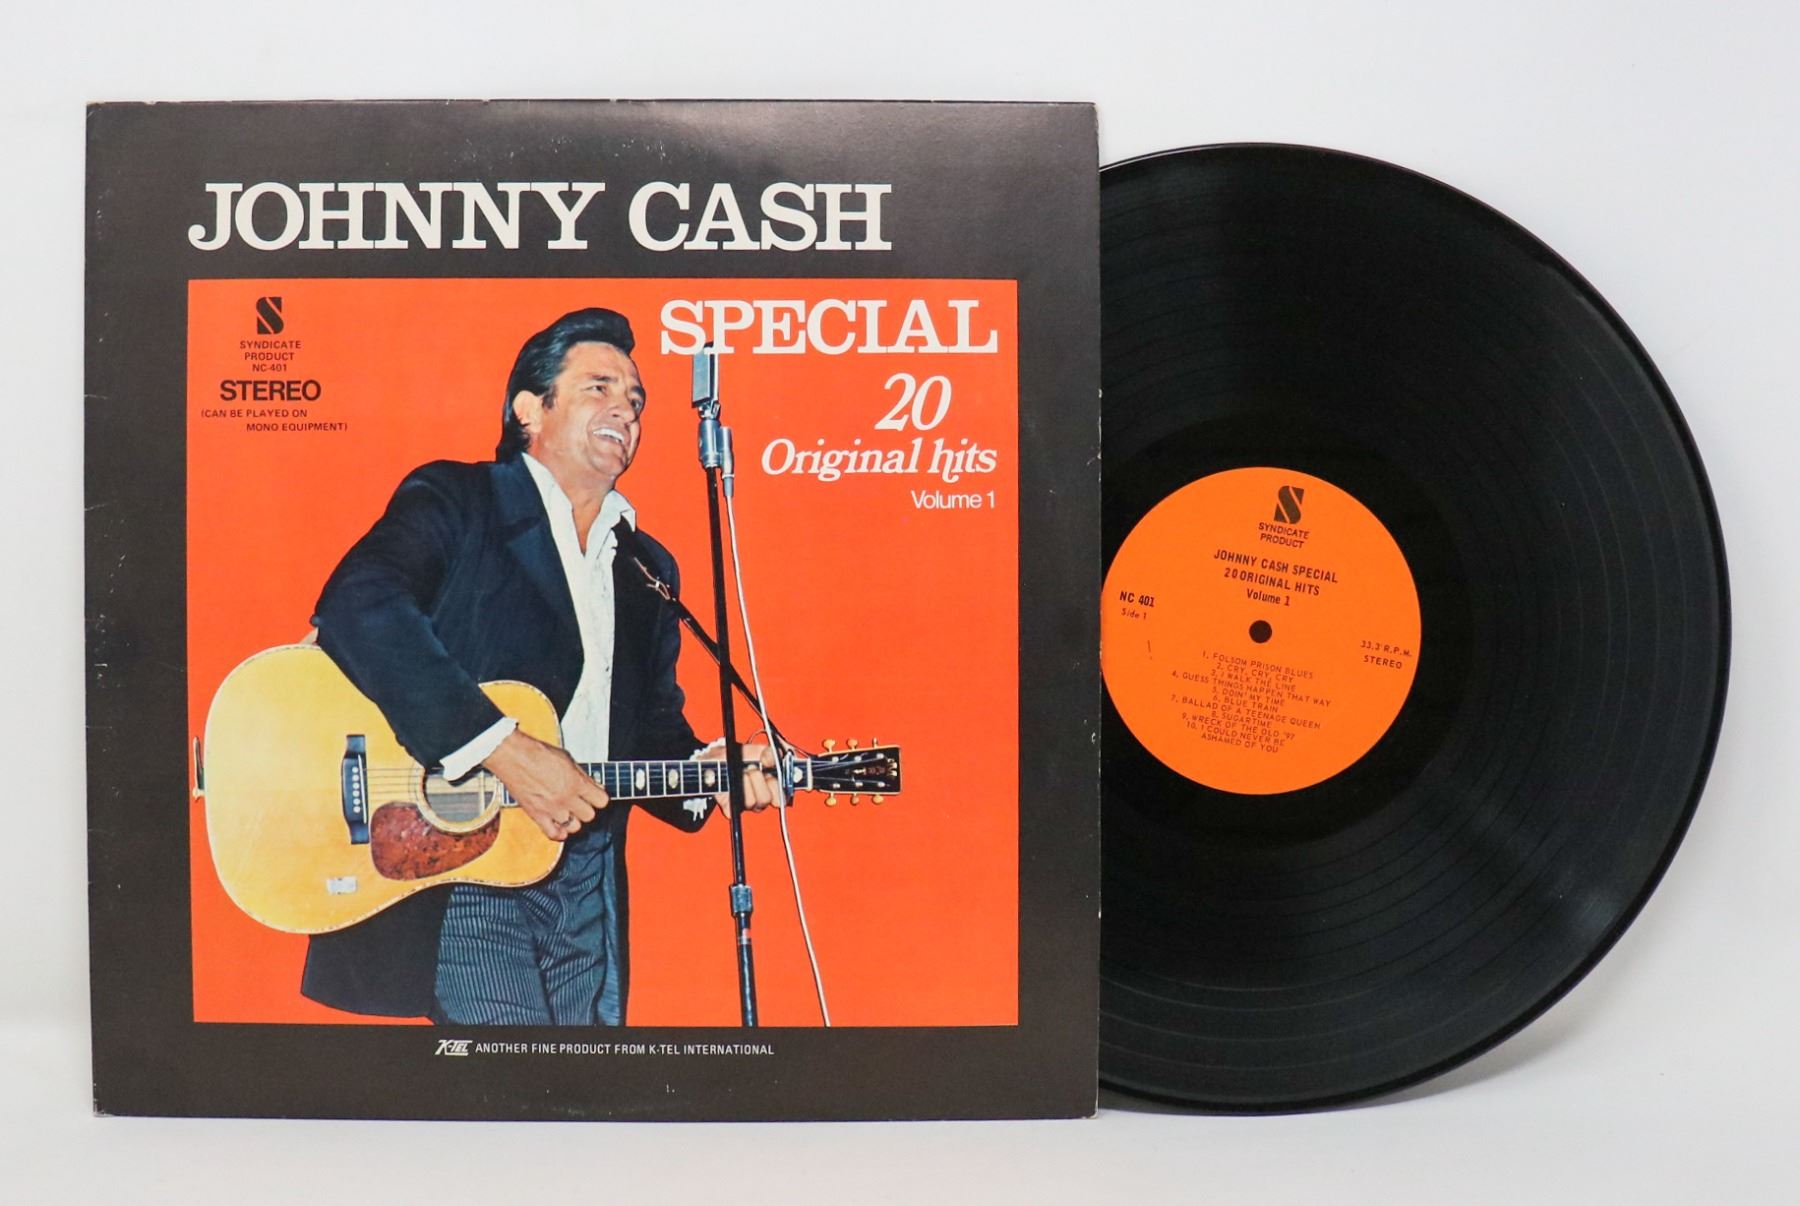 JOHNNY CASH
SPECIAL
20
Original hits
Volume 1
S
SYNDICATE
PRODUCT
NC-401
STEREO
(CAN BE PLAYED ON
MONO EQUIPMENT)
K-TEL ANOTHER FINE PRODUCT FROM K-TEL INTERNATIONAL
S
SYNDICATE
PRODUCT
JOHNNY CASH SPECIAL
20 ORIGINAL HITS
Volume 1
NC 401
Side 1
33.3 R.P.M.
STEREO
1. FOLSOM PRISON BLUES
2. CRY, CRY, CRY
3. I WALK THE LINE
4. GUESS THINGS HAPPEN THAT WAY
5. DOIN' MY TIME
6. BLUE TRAIN
7. BALLAD OF A TEENAGE QUEEN
8. SUGARTIME
9. WRECK OF THE OLD '97
10. I COULD NEVER BE
ASHAMED OF YOU